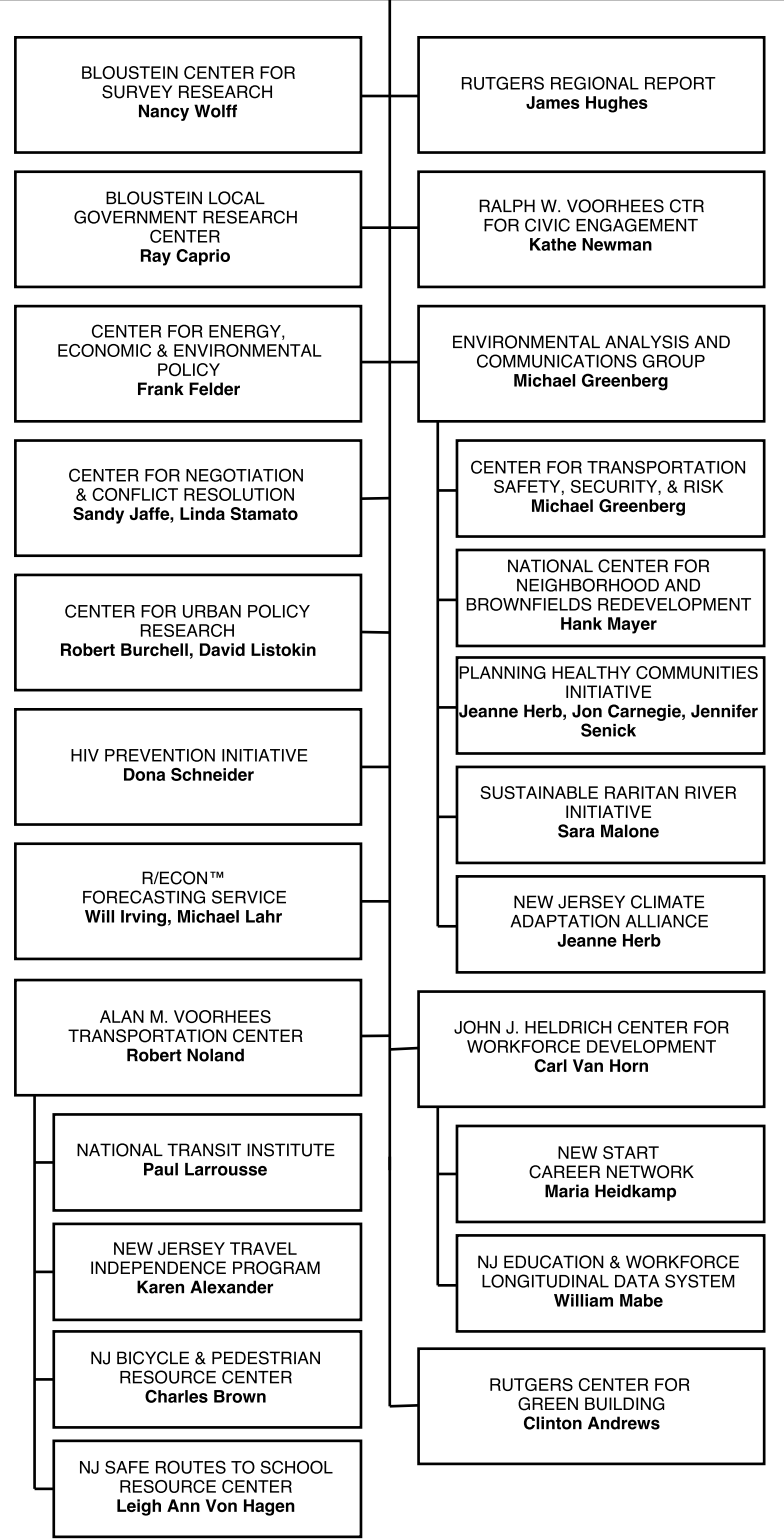 BLOUSTEIN CENTER FOR
SURVEY RESEARCH
Nancy Wolff
BLOUSTEIN LOCAL
GOVERNMENT RESEARCH
CENTER
Ray Caprio
CENTER FOR ENERGY,
ECONOMIC & ENVIRONMENTAL
POLICY
Frank Felder
CENTER FOR NEGOTIATION
& CONFLICT RESOLUTION
Sandy Jaffe, Linda Stamato
CENTER FOR URBAN POLICY
RESEARCH
Robert Burchell, David Listokin
HIV PREVENTION INITIATIVE
Dona Schneider
R/ECON™
FORECASTING SERVICE
Will Irving, Michael Lahr
ALAN M. VOORHEES
TRANSPORTATION CENTER
Robert Noland
NATIONAL TRANSIT INSTITUTE
Paul Larrousse
NEW JERSEY TRAVEL
INDEPENDENCE PROGRAM
Karen Alexander
NJ BICYCLE & PEDESTRIAN
RESOURCE CENTER
Charles Brown
NJ SAFE ROUTES TO SCHOOL
RESOURCE CENTER
Leigh Ann Von Hagen
RUTGERS REGIONAL REPORT
James Hughes
RALPH W. VOORHEES CTR
FOR CIVIC ENGAGEMENT
Kathe Newman
ENVIRONMENTAL ANALYSIS AND
COMMUNICATIONS GROUP
Michael Greenberg
CENTER FOR TRANSPORTATION
SAFETY, SECURITY, & RISK
Michael Greenberg
NATIONAL CENTER FOR
NEIGHBORHOOD AND
BROWNFIELDS REDEVELOPMENT
Hank Mayer
PLANNING HEALTHY COMMUNITIES
INITIATIVE
Jeanne Herb, Jon Carnegie, Jennifer
Senick
SUSTAINABLE RARITAN RIVER
INITIATIVE
Sara Malone
NEW JERSEY CLIMATE
ADAPTATION ALLIANCE
Jeanne Herb
JOHN J. HELDRICH CENTER FOR
WORKFORCE DEVELOPMENT
Carl Van Horn
NEW START
CAREER NETWORK
Maria Heidkamp
NJ EDUCATION & WORKFORCE
LONGITUDINAL DATA SYSTEM
William Mabe
RUTGERS CENTER FOR
GREEN BUILDING
Clinton Andrews